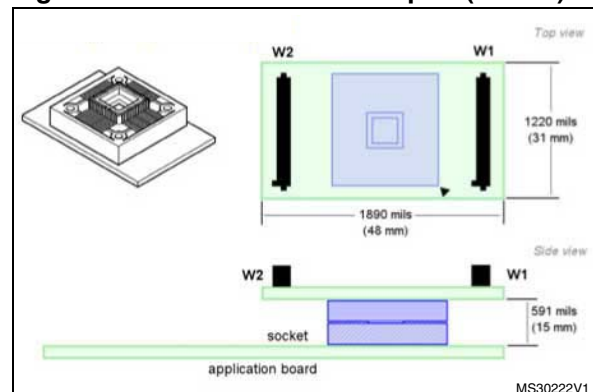 Top view
W2
W1
1220 mils
(31 mm)
1890 mils
(48 mm)
Side view
W2
W1
591 mils
(15 mm)
socket
application board
MS30222V1